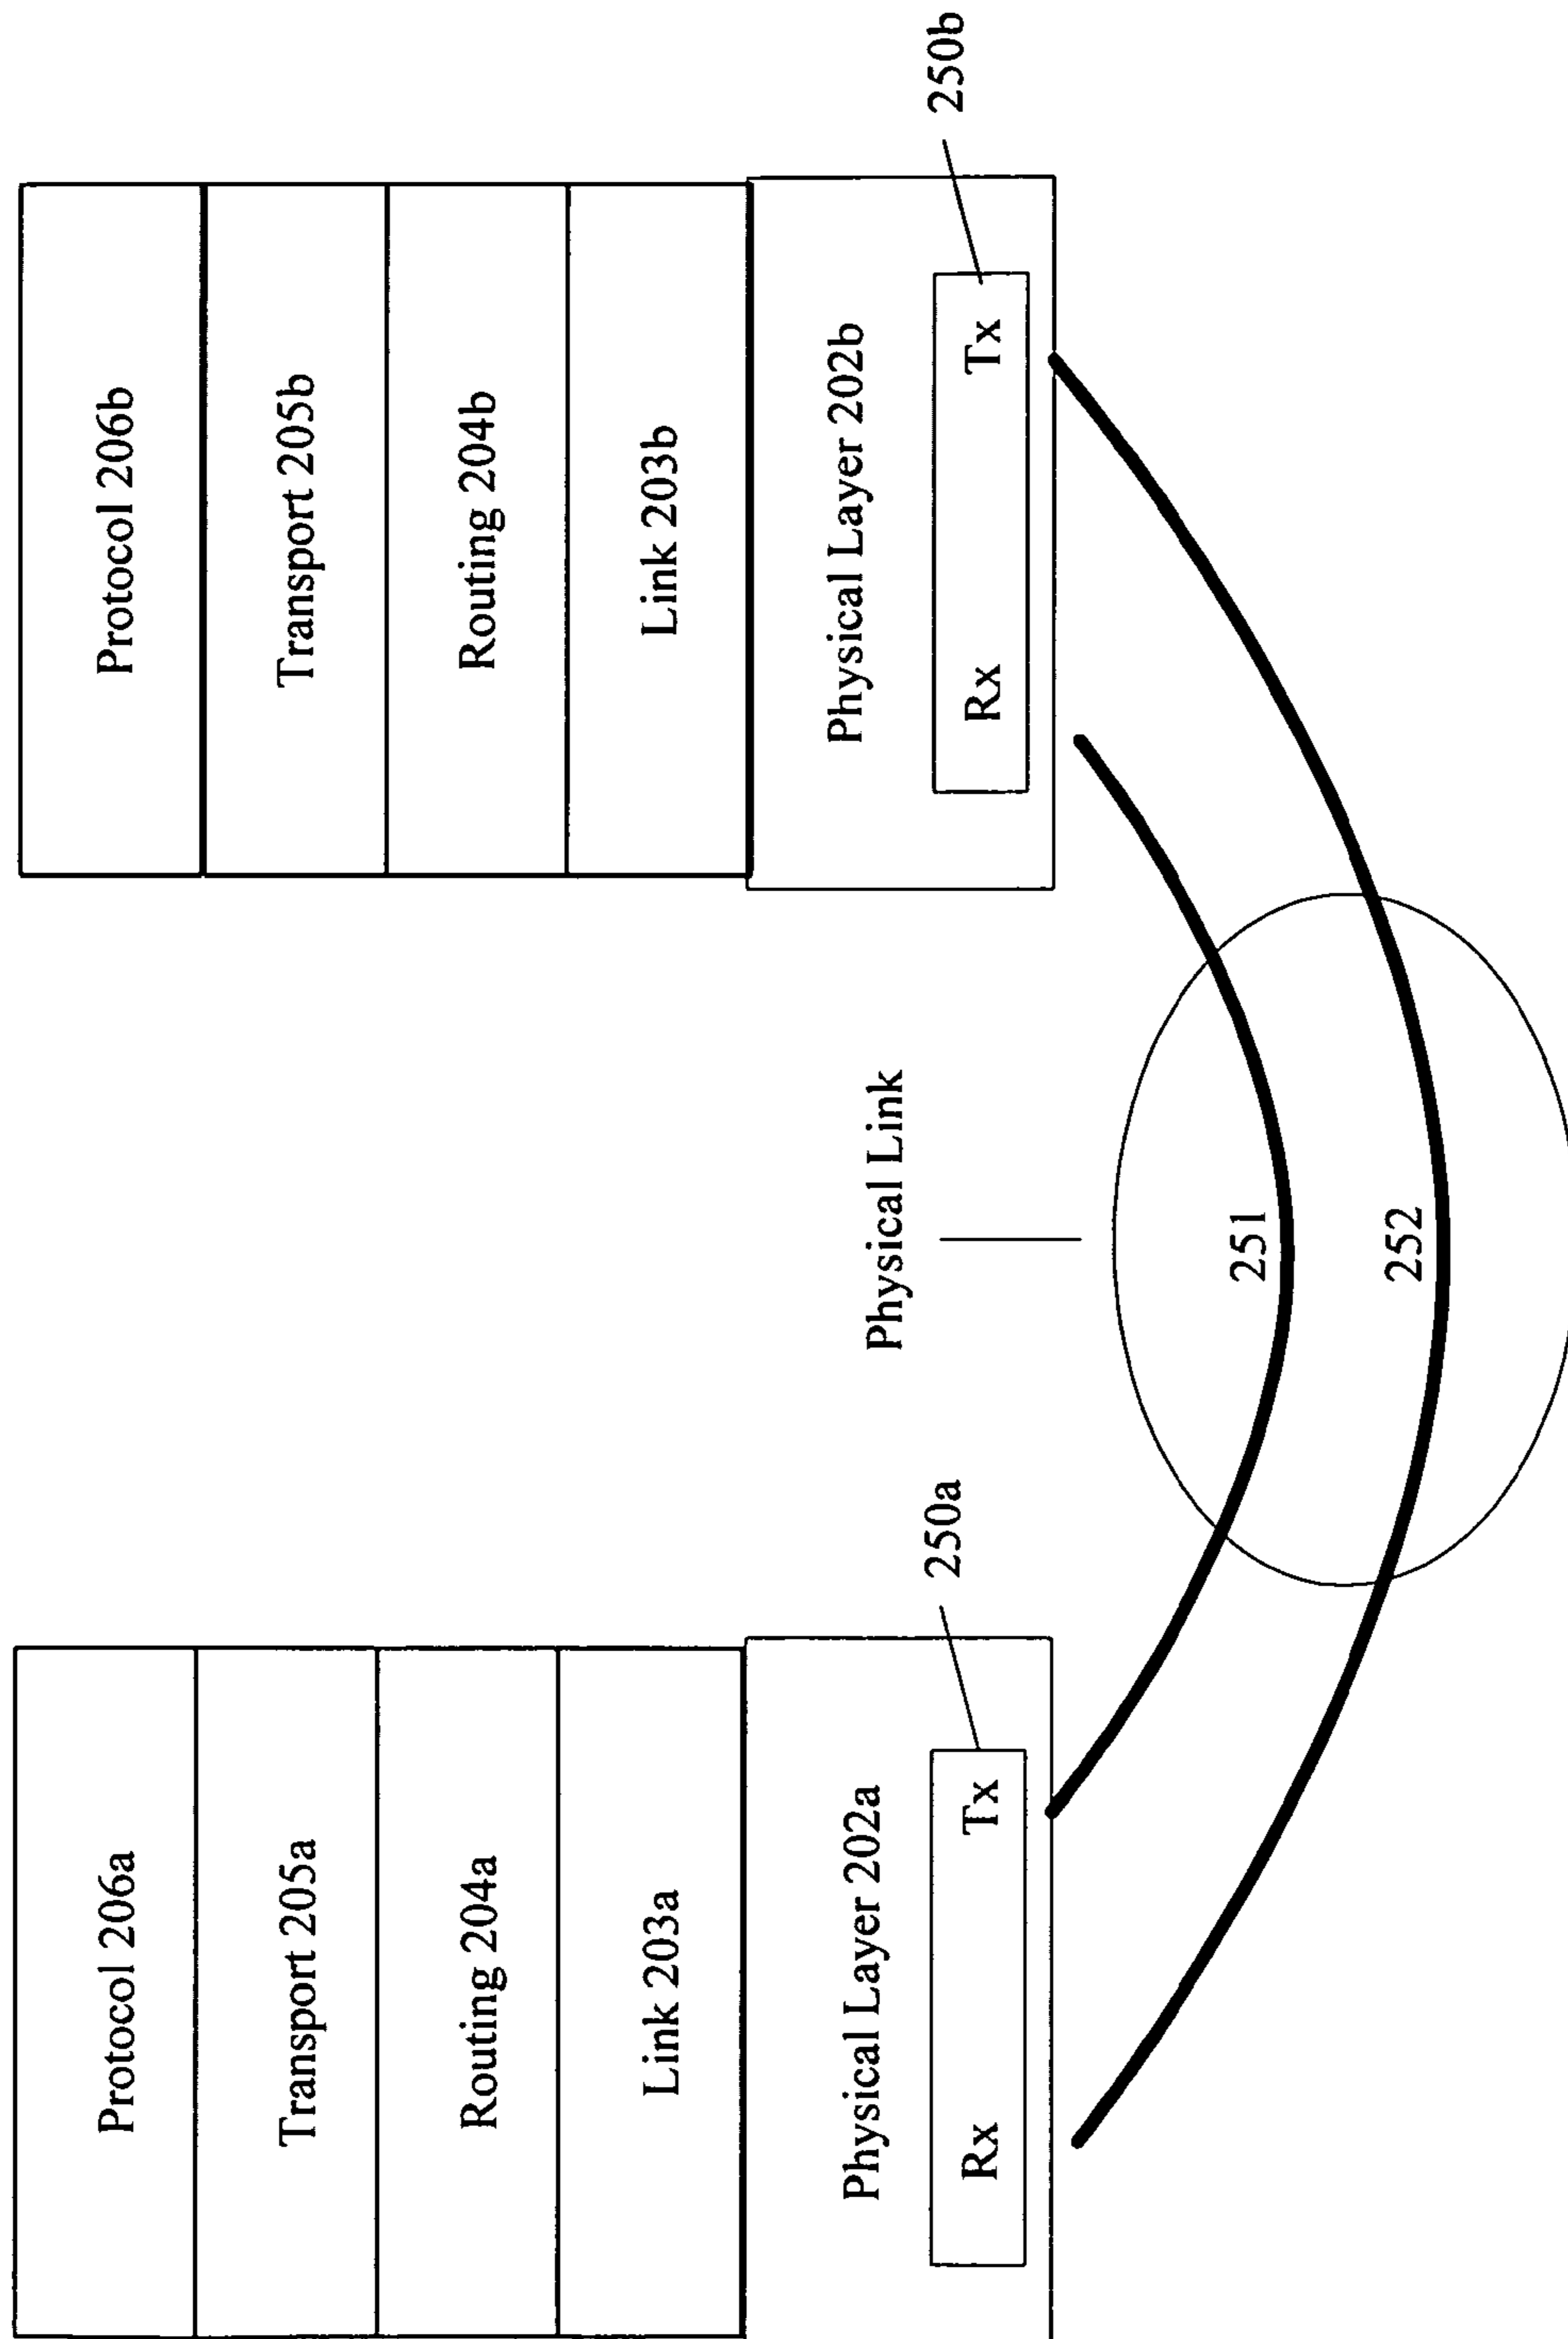 Protocol 206a
Transport 205a
Routing 204a
Link 203a
Physical Layer 202a
Rx
Tx
250a
Physical Link
251
252
Protocol 206b
Transport 205b
Routing 204b
Link 203b
Physical Layer 202b
Rx
Tx
250b